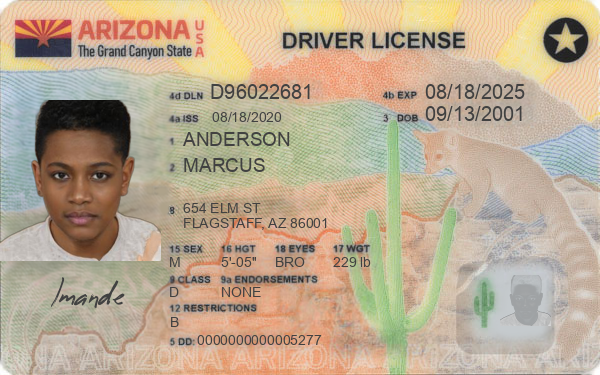 ARIZONA USA
The Grand Canyon State
DRIVER LICENSE
4d DLN D96022681 4b EXP 08/18/2025
4a ISS 08/18/2020 3 DOB 09/13/2001
1 ANDERSON
2 MARCUS
8 654 ELM ST
FLAGSTAFF, AZ 86001
15 SEX 16 HGT 18 EYES 17 WGT
M 5'-05" BRO 229 lb
9 CLASS 9a ENDORSEMENTS
D NONE
Imande
12 RESTRICTIONS
B
5 DD: 0000000000005277
ARIZONA ARIZONA ARIZONA ARIZONA